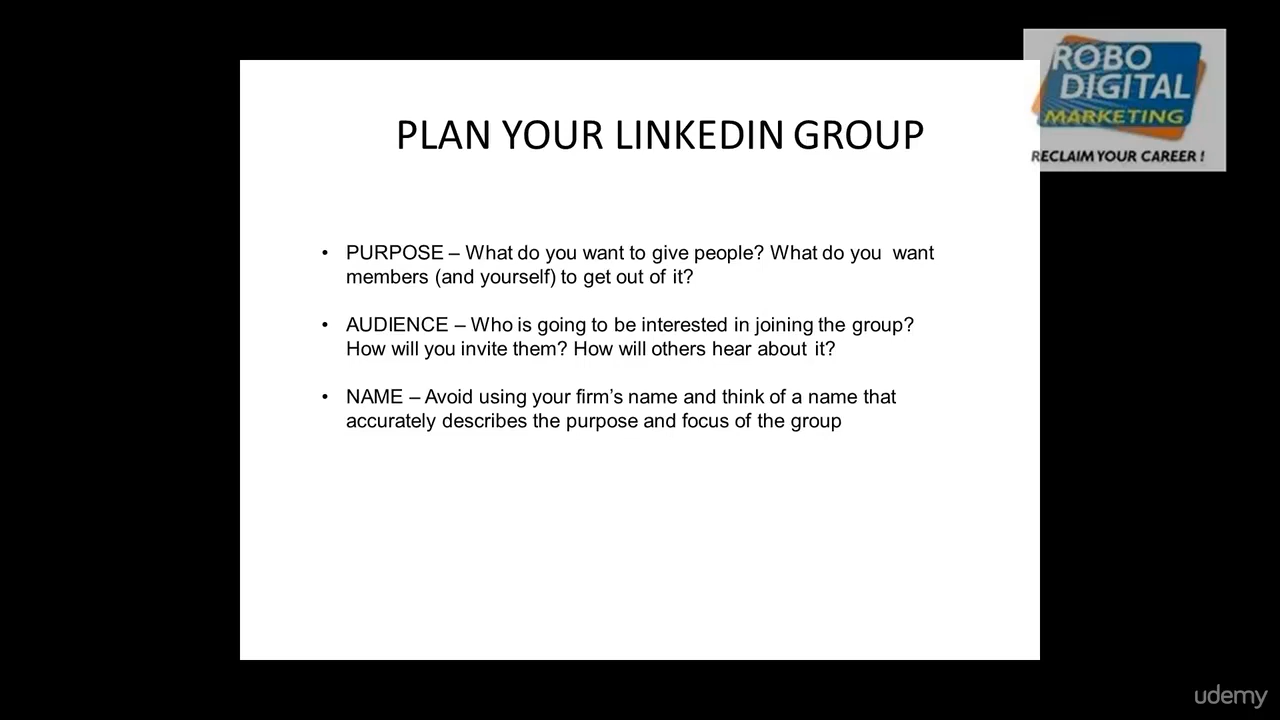 ROBO
DIGITAL
MARKETING
RECLAIM YOUR CAREER !
PLAN YOUR LINKEDIN GROUP
• PURPOSE – What do you want to give people? What do you want
members (and yourself) to get out of it?
• AUDIENCE – Who is going to be interested in joining the group?
How will you invite them? How will others hear about it?
• NAME – Avoid using your firm's name and think of a name that
accurately describes the purpose and focus of the group
udemy